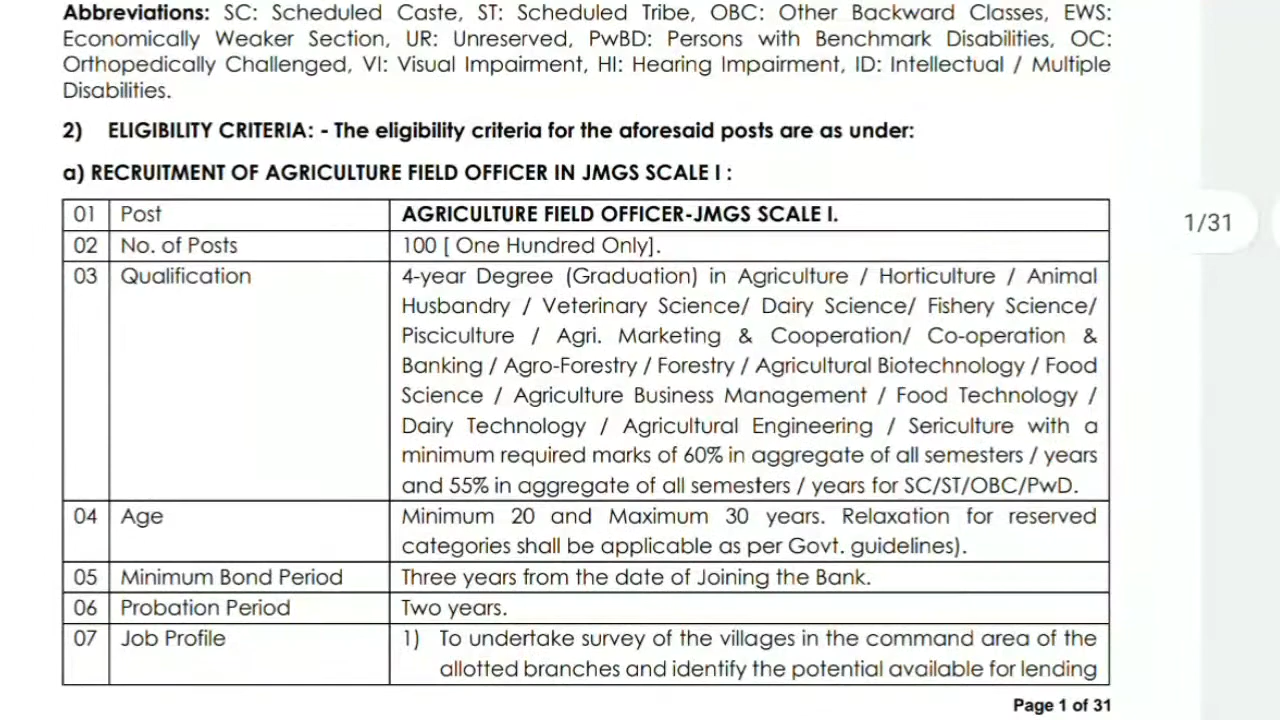 Abbreviations: SC: Scheduled Caste, ST: Scheduled Tribe, OBC: Other Backward Classes, EWS:
Economically Weaker Section, UR: Unreserved, PwBD: Persons with Benchmark Disabilities, OC:
Orthopedically Challenged, VI: Visual Impairment, HI: Hearing Impairment, ID: Intellectual / Multiple
Disabilities.
2) ELIGIBILITY CRITERIA: - The eligibility criteria for the aforesaid posts are as under:
a) RECRUITMENT OF AGRICULTURE FIELD OFFICER IN JMGS SCALE I :
01 Post AGRICULTURE FIELD OFFICER-JMGS SCALE I.
1/31
02 No. of Posts 100 [ One Hundred Only].
03 Qualification 4-year Degree (Graduation) in Agriculture / Horticulture / Animal
Husbandry / Veterinary Science/ Dairy Science/ Fishery Science/
Pisciculture / Agri. Marketing & Cooperation/ Co-operation &
Banking / Agro-Forestry / Forestry / Agricultural Biotechnology / Food
Science / Agriculture Business Management / Food Technology /
Dairy Technology / Agricultural Engineering / Sericulture with a
minimum required marks of 60% in aggregate of all semesters / years
and 55% in aggregate of all semesters / years for SC/ST/OBC/PwD.
04 Age Minimum 20 and Maximum 30 years. Relaxation for reserved
categories shall be applicable as per Govt. guidelines).
05 Minimum Bond Period Three years from the date of Joining the Bank.
06 Probation Period Two years.
07 Job Profile 1) To undertake survey of the villages in the command area of the
allotted branches and identify the potential available for lending
Page 1 of 31